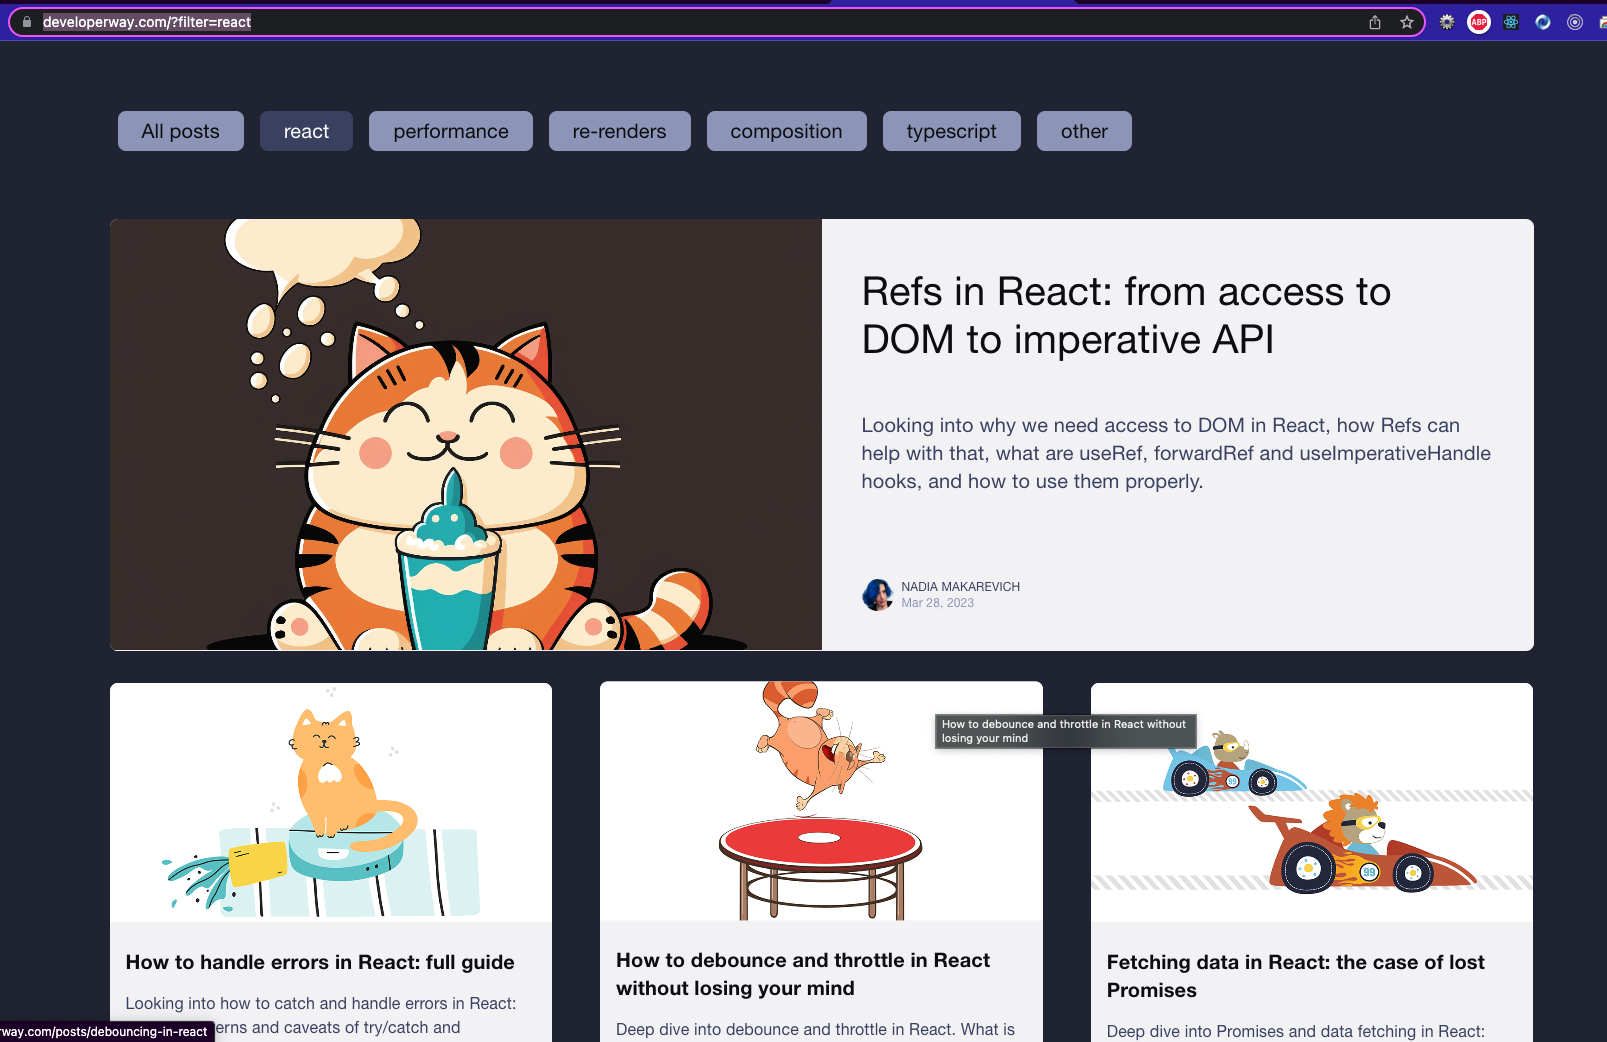 developerway.com/?filter=react
ABP
All posts
react
performance
re-renders
composition
typescript
other
Refs in React: from access to
DOM to imperative API
Looking into why we need access to DOM in React, how Refs can
help with that, what are useRef, forwardRef and useImperativeHandle
hooks, and how to use them properly.
NADIA MAKAREVICH
Mar 28, 2023
How to debounce and throttle in React without
losing your mind
99
99
How to handle errors in React: full guide
Looking into how to catch and handle errors in React:
erns and caveats of try/catch and
How to debounce and throttle in React
without losing your mind
Deep dive into debounce and throttle in React. What is
Fetching data in React: the case of lost
Promises
Deep dive into Promises and data fetching in React:
rway.com/posts/debouncing-in-react